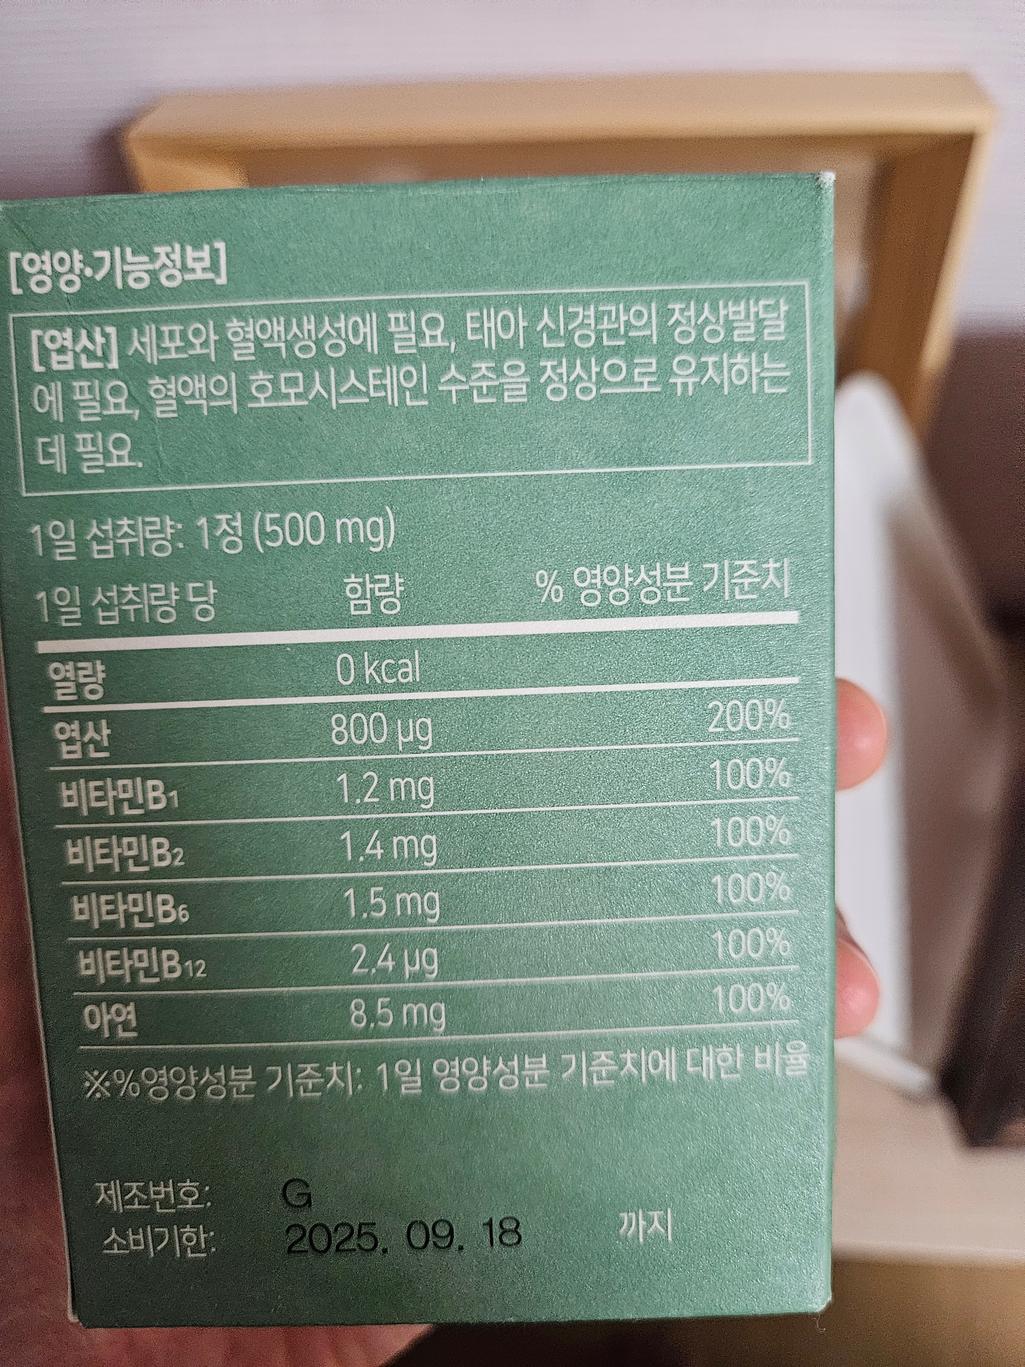 [영양·기능정보]
[엽산] 세포와 혈액생성에 필요, 태아 신경관의 정상발달
에 필요, 혈액의 호모시스테인 수준을 정상으로 유지하는
데 필요.
1일 섭취량: 1정 (500 mg)
1일 섭취량 당 함량 % 영양성분 기준치
열량 0 kcal
엽산 800 µg 200%
비타민B1 1.2 mg 100%
비타민B2 1.4 mg 100%
비타민B6 1.5 mg 100%
비타민B12 2.4 µg 100%
아연 8.5 mg 100%
※%영양성분 기준치: 1일 영양성분 기준치에 대한 비율
제조번호: G
소비기한: 2025. 09. 18 까지